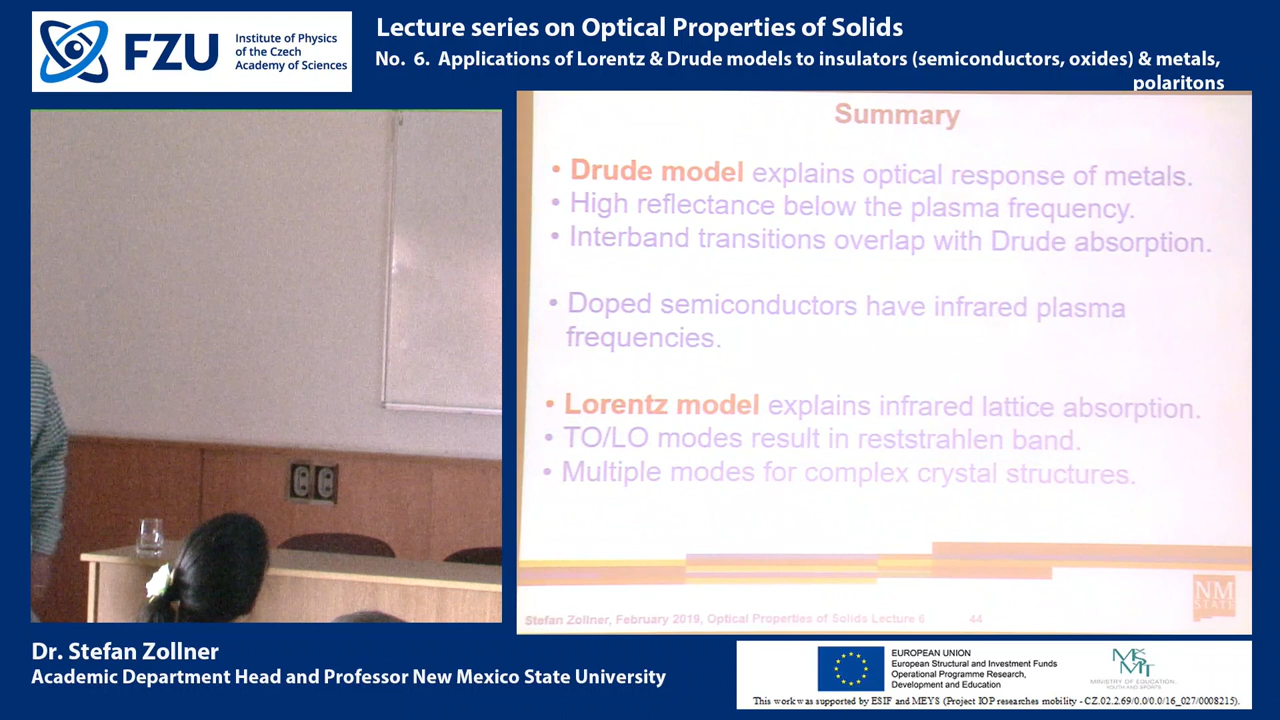 FZU
Institute of Physics
of the Czech
Academy of Sciences
Lecture series on Optical Properties of Solids
No. 6. Applications of Lorentz & Drude models to insulators (semiconductors, oxides) & metals,
polaritons
Summary
• Drude model explains optical response of metals.
• High reflectance below the plasma frequency.
• Interband transitions overlap with Drude absorption.
• Doped semiconductors have infrared plasma
frequencies.
• Lorentz model explains infrared lattice absorption.
• TO/LO modes result in reststrahlen band.
• Multiple modes for complex crystal structures.
NM
STATE
Stefan Zollner, February 2019, Optical Properties of Solids Lecture 6 44
Dr. Stefan Zollner
Academic Department Head and Professor New Mexico State University
EUROPEAN UNION
European Structural and Investment Funds
Operational Programme Research,
Development and Education
MINISTRY OF EDUCATION,
YOUTH AND SPORTS
This work was supported by ESIF and MEYS (Project IOP researches mobility - CZ.02.2.69/0.0/0.0/16_027/0008215).